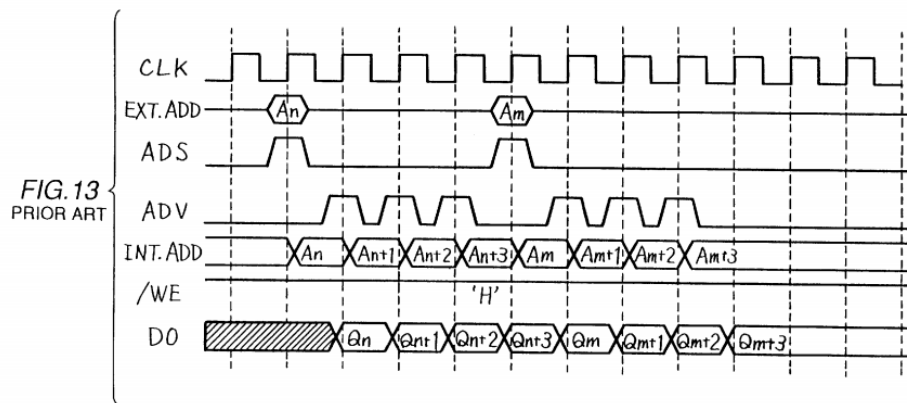 CLK
EXT.ADD An Am
ADS
FIG.13
PRIOR ART
ADV
INT.ADD An An+1 An+2 An+3 Am Am+1 Am+2 Am+3
/WE 'H'
DO Qn Qn+1 Qn+2 Qn+3 Qm Qm+1 Qm+2 Qm+3